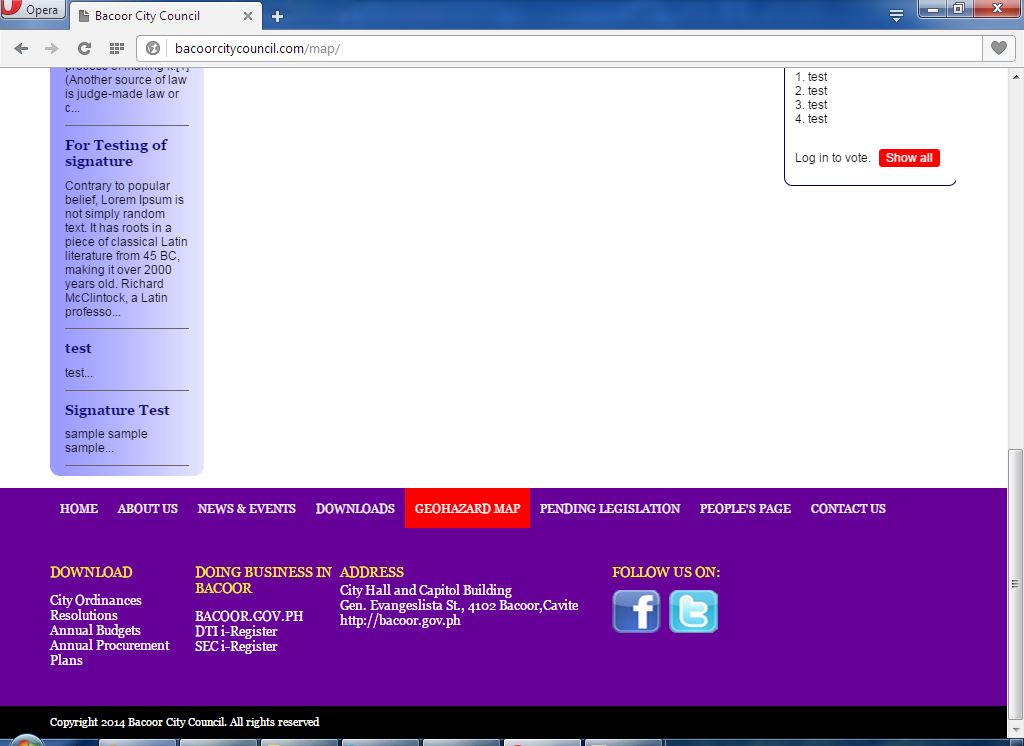 Opera
Bacoor City Council
bacoorcitycouncil.com/map/
(Another source of law
is judge-made law or
c...
For Testing of
signature
Contrary to popular
belief, Lorem Ipsum is
not simply random
text. It has roots in a
piece of classical Latin
literature from 45 BC,
making it over 2000
years old. Richard
McClintock, a Latin
professo...
test
test...
Signature Test
sample sample
sample...
1. test
2. test
3. test
4. test
Log in to vote. Show all
HOME ABOUT US NEWS & EVENTS DOWNLOADS GEOHAZARD MAP PENDING LEGISLATION PEOPLE'S PAGE CONTACT US
DOWNLOAD
City Ordinances
Resolutions
Annual Budgets
Annual Procurement
Plans
DOING BUSINESS IN
BACOOR
BACOOR.GOV.PH
DTI i-Register
SEC i-Register
ADDRESS
City Hall and Capitol Building
Gen. Evangeslista St., 4102 Bacoor,Cavite
http://bacoor.gov.ph
FOLLOW US ON:
Copyright 2014 Bacoor City Council. All rights reserved